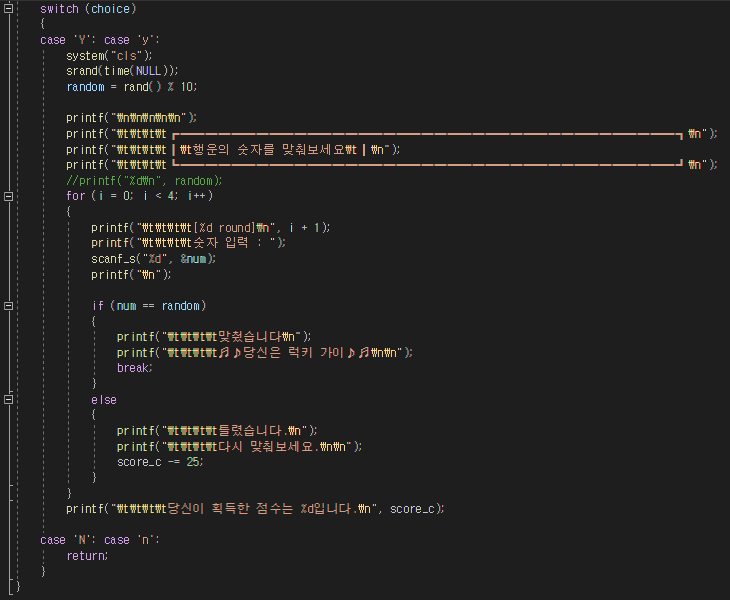 switch (choice)
{
case 'Y': case 'y':
system("cls");
srand(time(NULL));
random = rand() % 10;
printf("₩n₩n₩n₩n₩n");
printf("₩t₩t₩t₩t┏━━━━━━━━━━━━━━━━━━━━━━━━━━━━━━━━━━━━━━━┓₩n");
printf("₩t₩t₩t₩t┃₩t행운의 숫자를 맞춰보세요₩t┃₩n");
printf("₩t₩t₩t₩t┗━━━━━━━━━━━━━━━━━━━━━━━━━━━━━━━━━━━━━━━┛₩n");
//printf("%d₩n", random);
for (i = 0; i < 4; i++)
{
printf("₩t₩t₩t₩t[%d round]₩n", i + 1);
printf("₩t₩t₩t₩t숫자 입력 : ");
scanf_s("%d", &num);
printf("₩n");
if (num == random)
{
printf("₩t₩t₩t₩t맞췄습니다₩n");
printf("₩t₩t₩t₩t♬♪당신은 럭키 가이♪♬₩n₩n");
break;
}
else
{
printf("₩t₩t₩t₩t틀렸습니다.₩n");
printf("₩t₩t₩t₩t다시 맞춰보세요.₩n₩n");
score_c -= 25;
}
}
printf("₩t₩t₩t₩t당신이 획득한 점수는 %d입니다.₩n", score_c);
case 'N': case 'n':
return;
}
}